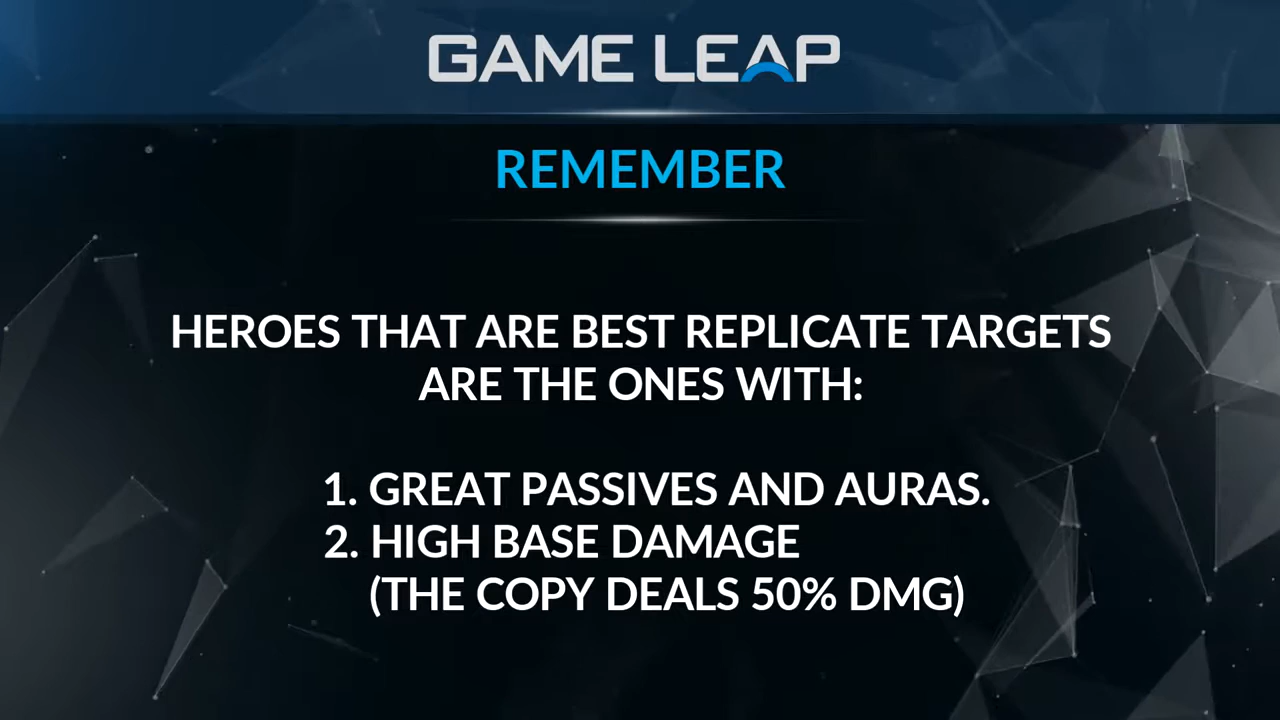 GAME LEAP
REMEMBER
HEROES THAT ARE BEST REPLICATE TARGETS
ARE THE ONES WITH:
1. GREAT PASSIVES AND AURAS.
2. HIGH BASE DAMAGE
(THE COPY DEALS 50% DMG)